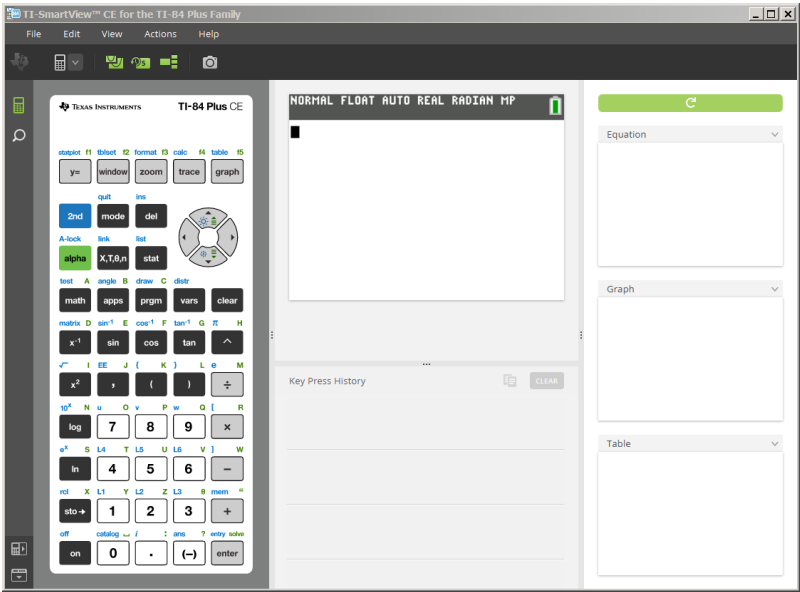 TI-SmartView™ CE for the TI-84 Plus Family
File Edit View Actions Help
TEXAS INSTRUMENTS TI-84 Plus CE
statplot f1 tblset f2 format f3 calc f4 table f5
y= window zoom trace graph
quit ins
2nd mode del
A-lock link list
alpha X,T,θ,n stat
test A angle B draw C distr
math apps prgm vars clear
matrix D sin⁻¹ E cos⁻¹ F tan⁻¹ G π H
x⁻¹ sin cos tan ^
√‾ I EE J { K } L e M
x² , ( ) ÷
10ˣ N u O v P w Q [ R
log 7 8 9 ×
eˣ S L4 T L5 U L6 V ] W
ln 4 5 6 −
rcl X L1 Y L2 Z L3 θ mem “
sto→ 1 2 3 +
off catalog ⎵ i : ans ? entry solve
on 0 . (−) enter
NORMAL FLOAT AUTO REAL RADIAN MP
Key Press History CLEAR
Equation
Graph
Table